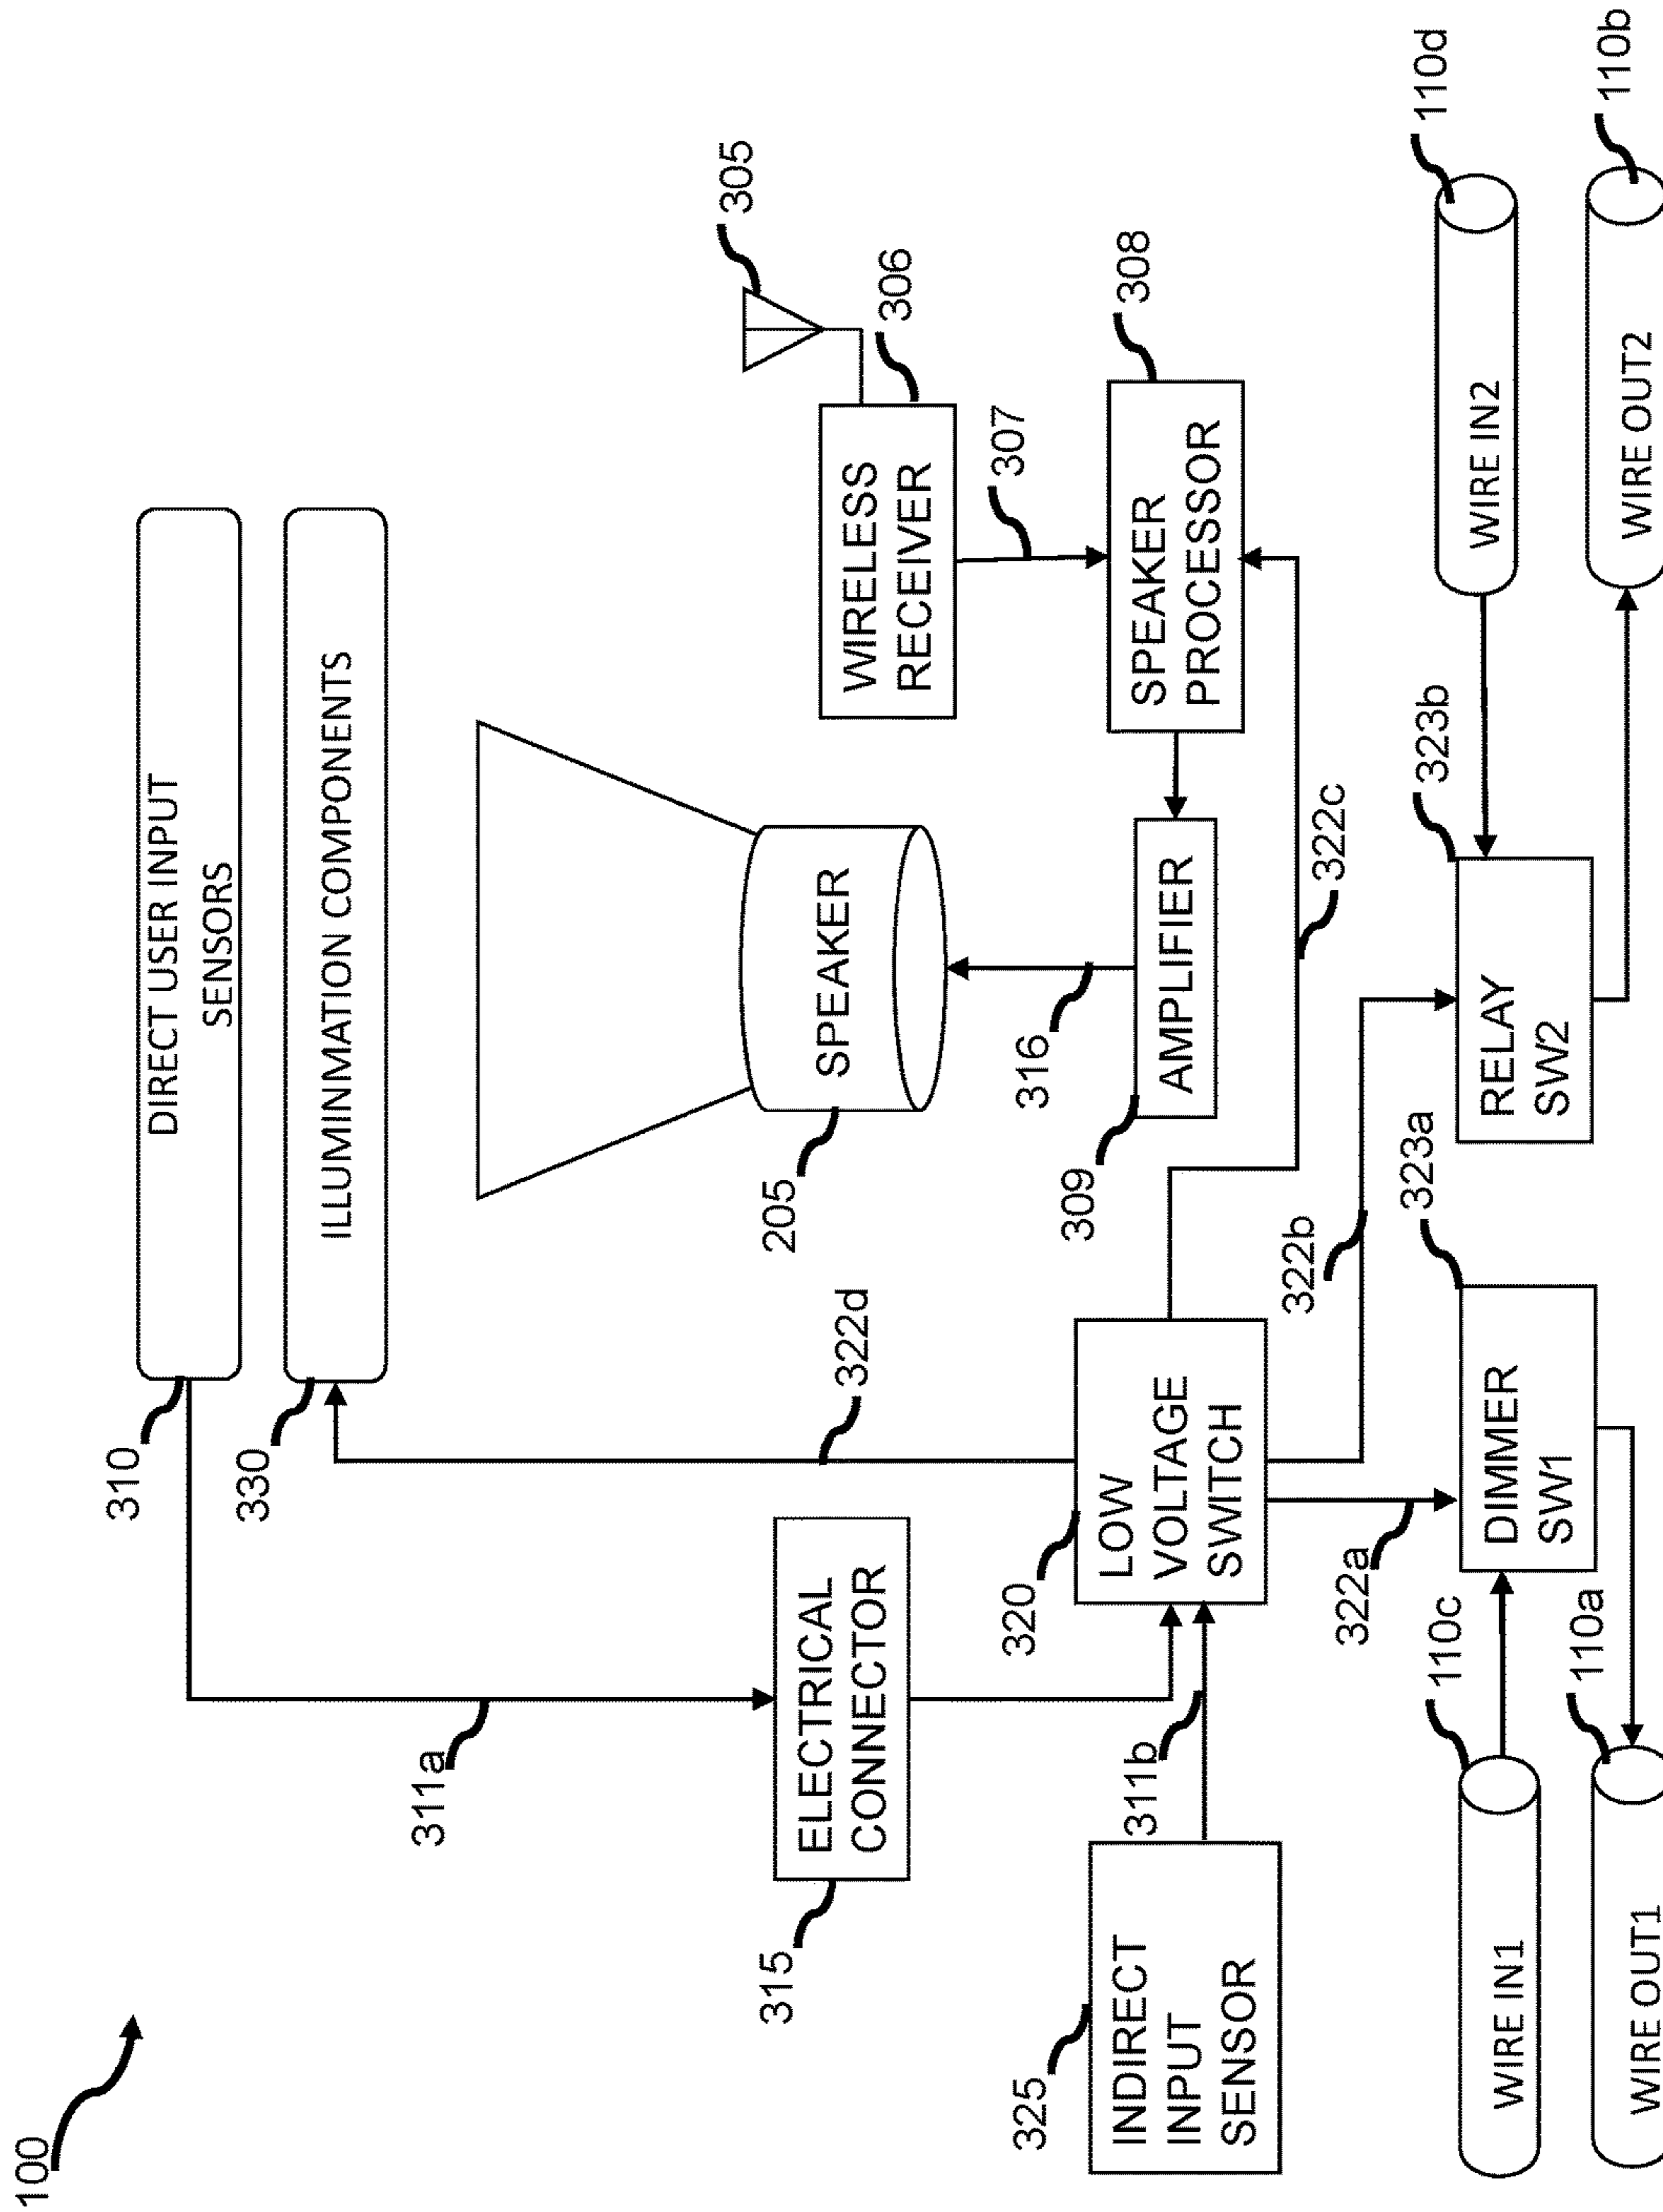 100
310
DIRECT USER INPUT
SENSORS
330
ILLUMINMATION COMPONENTS
311a
322d
205
SPEAKER
305
WIRELESS
RECEIVER
306
315
ELECTRICAL
CONNECTOR
307
316
309
AMPLIFIER
SPEAKER
PROCESSOR
308
325
INDIRECT
INPUT
SENSOR
311b
320
LOW
VOLTAGE
SWITCH
322c
322b
322a
323a
323b
110c
WIRE IN1
DIMMER
SW1
RELAY
SW2
WIRE IN2
110d
WIRE OUT1
110a
WIRE OUT2
110b